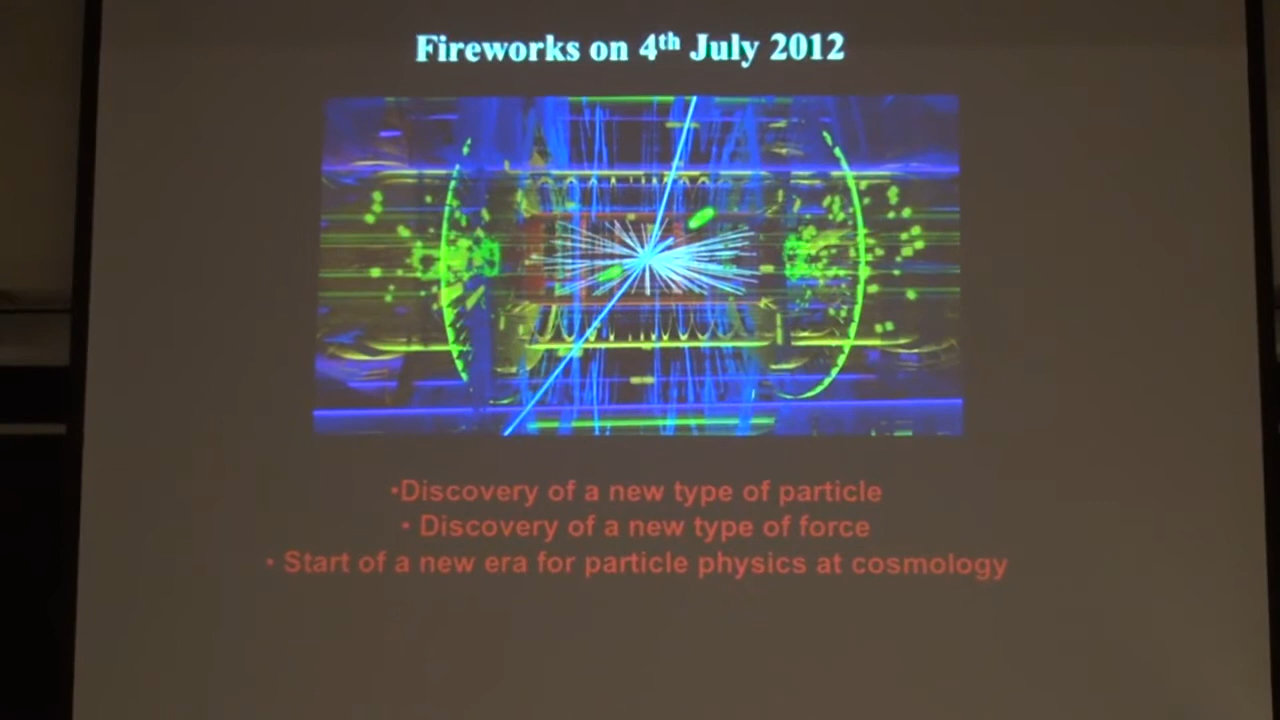 Fireworks on 4th July 2012
•Discovery of a new type of particle
• Discovery of a new type of force
• Start of a new era for particle physics at cosmology